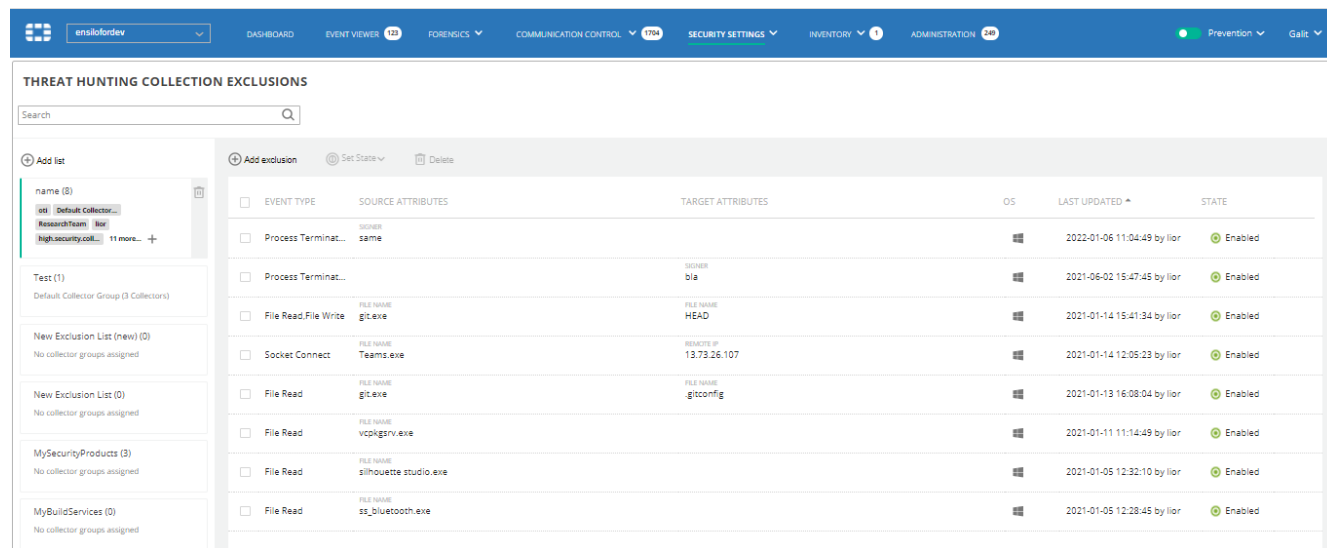 ensilofordev
DASHBOARD
EVENT VIEWER 123
FORENSICS
COMMUNICATION CONTROL 1704
SECURITY SETTINGS
INVENTORY 1
ADMINISTRATION 249
Prevention
Galit
THREAT HUNTING COLLECTION EXCLUSIONS
Search
Add list
name (8)
oti Default Collector...
ResearchTeam lior
high.security.coll... 11 more...
Test (1)
Default Collector Group (3 Collectors)
New Exclusion List (new) (0)
No collector groups assigned
New Exclusion List (0)
No collector groups assigned
MySecurityProducts (3)
No collector groups assigned
MyBuildServices (0)
No collector groups assigned
Add exclusion Set State Delete
EVENT TYPE SOURCE ATTRIBUTES TARGET ATTRIBUTES OS LAST UPDATED STATE
SIGNER
Process Terminat... same 2022-01-06 11:04:49 by lior Enabled
SIGNER
Process Terminat... bla 2021-06-02 15:47:45 by lior Enabled
FILE NAME FILE NAME
File Read,File Write git.exe HEAD 2021-01-14 15:41:34 by lior Enabled
FILE NAME REMOTE IP
Socket Connect Teams.exe 13.73.26.107 2021-01-14 12:05:23 by lior Enabled
FILE NAME FILE NAME
File Read git.exe .gitconfig 2021-01-13 16:08:04 by lior Enabled
FILE NAME
File Read vcpkgsrv.exe 2021-01-11 11:14:49 by lior Enabled
FILE NAME
File Read silhouette studio.exe 2021-01-05 12:32:10 by lior Enabled
FILE NAME
File Read ss_bluetooth.exe 2021-01-05 12:28:45 by lior Enabled